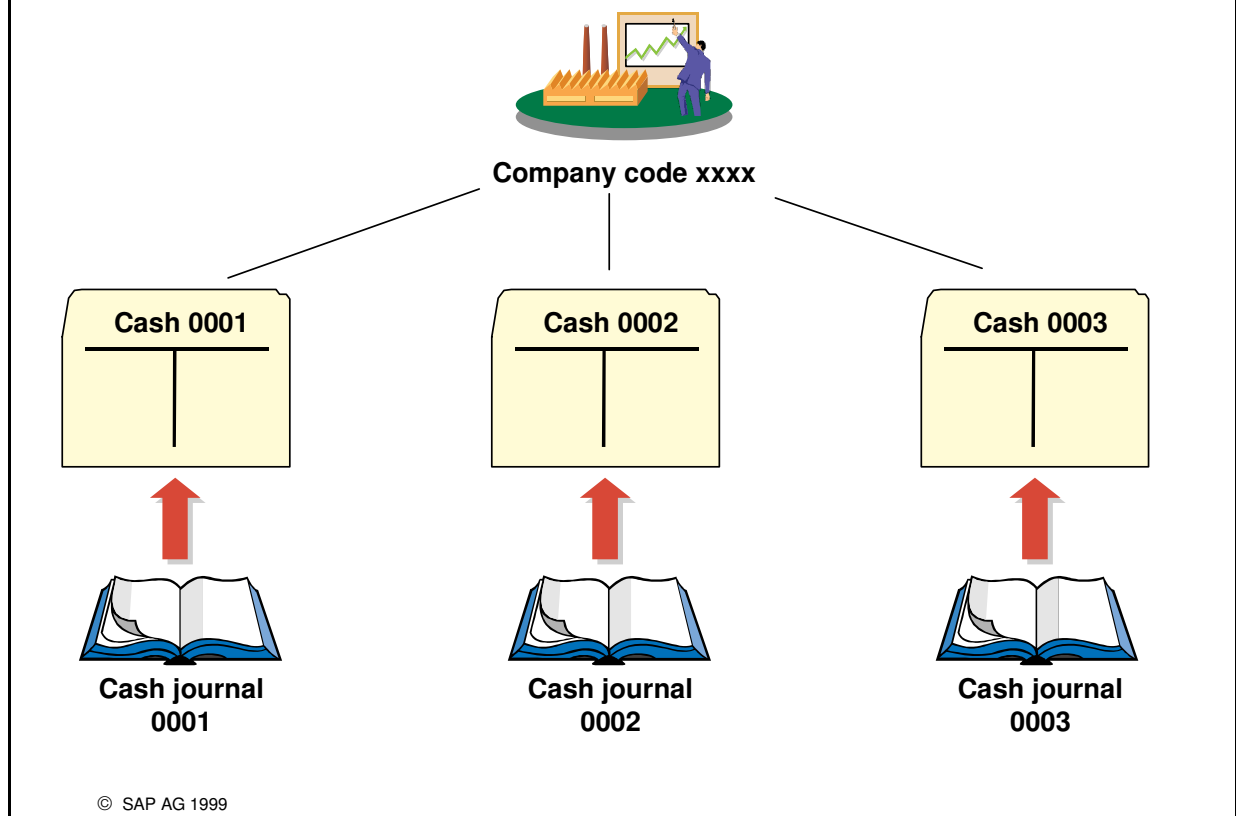 Company code xxxx
Cash 0001
Cash 0002
Cash 0003
Cash journal
0001
Cash journal
0002
Cash journal
0003
© SAP AG 1999